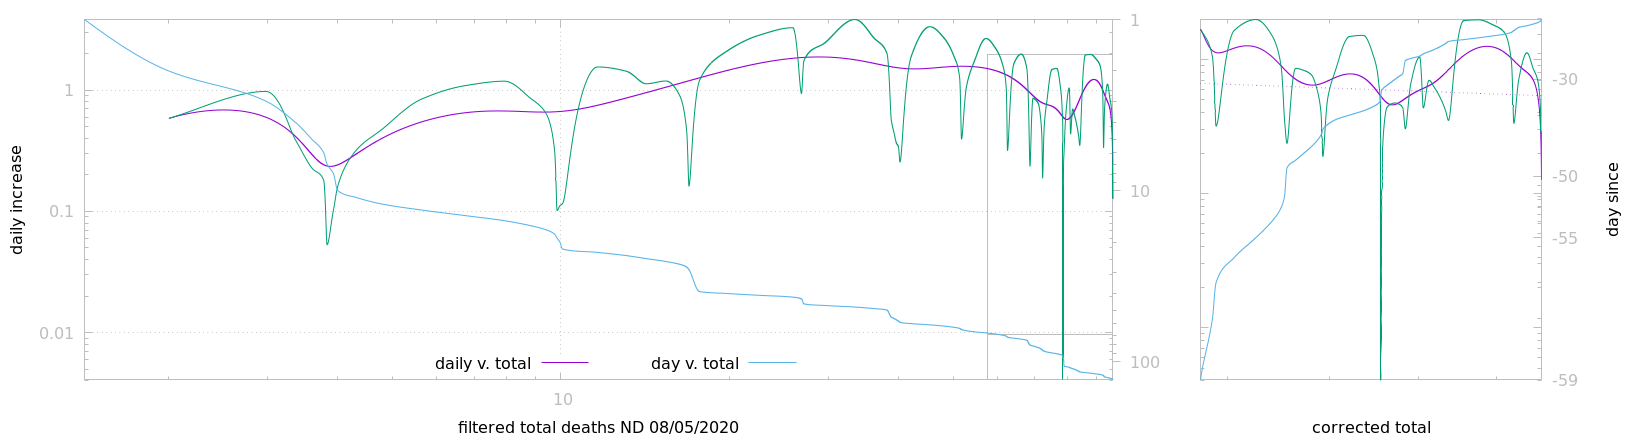 daily increase
1
0.1
0.01
10
daily v. total
day v. total
filtered total deaths ND 08/05/2020
1
10
100
-30
-50
-55
-59
day since
corrected total